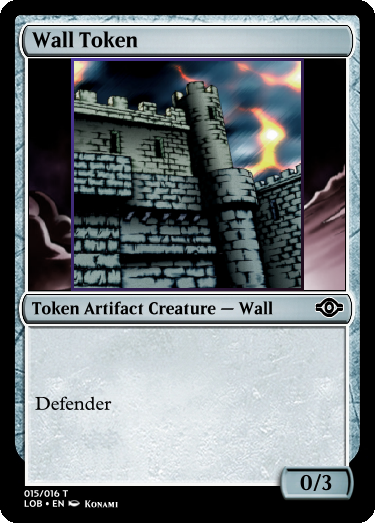 Wall Token
Token Artifact Creature — Wall
Defender
0/3
015/016 T
LOB • EN Konami